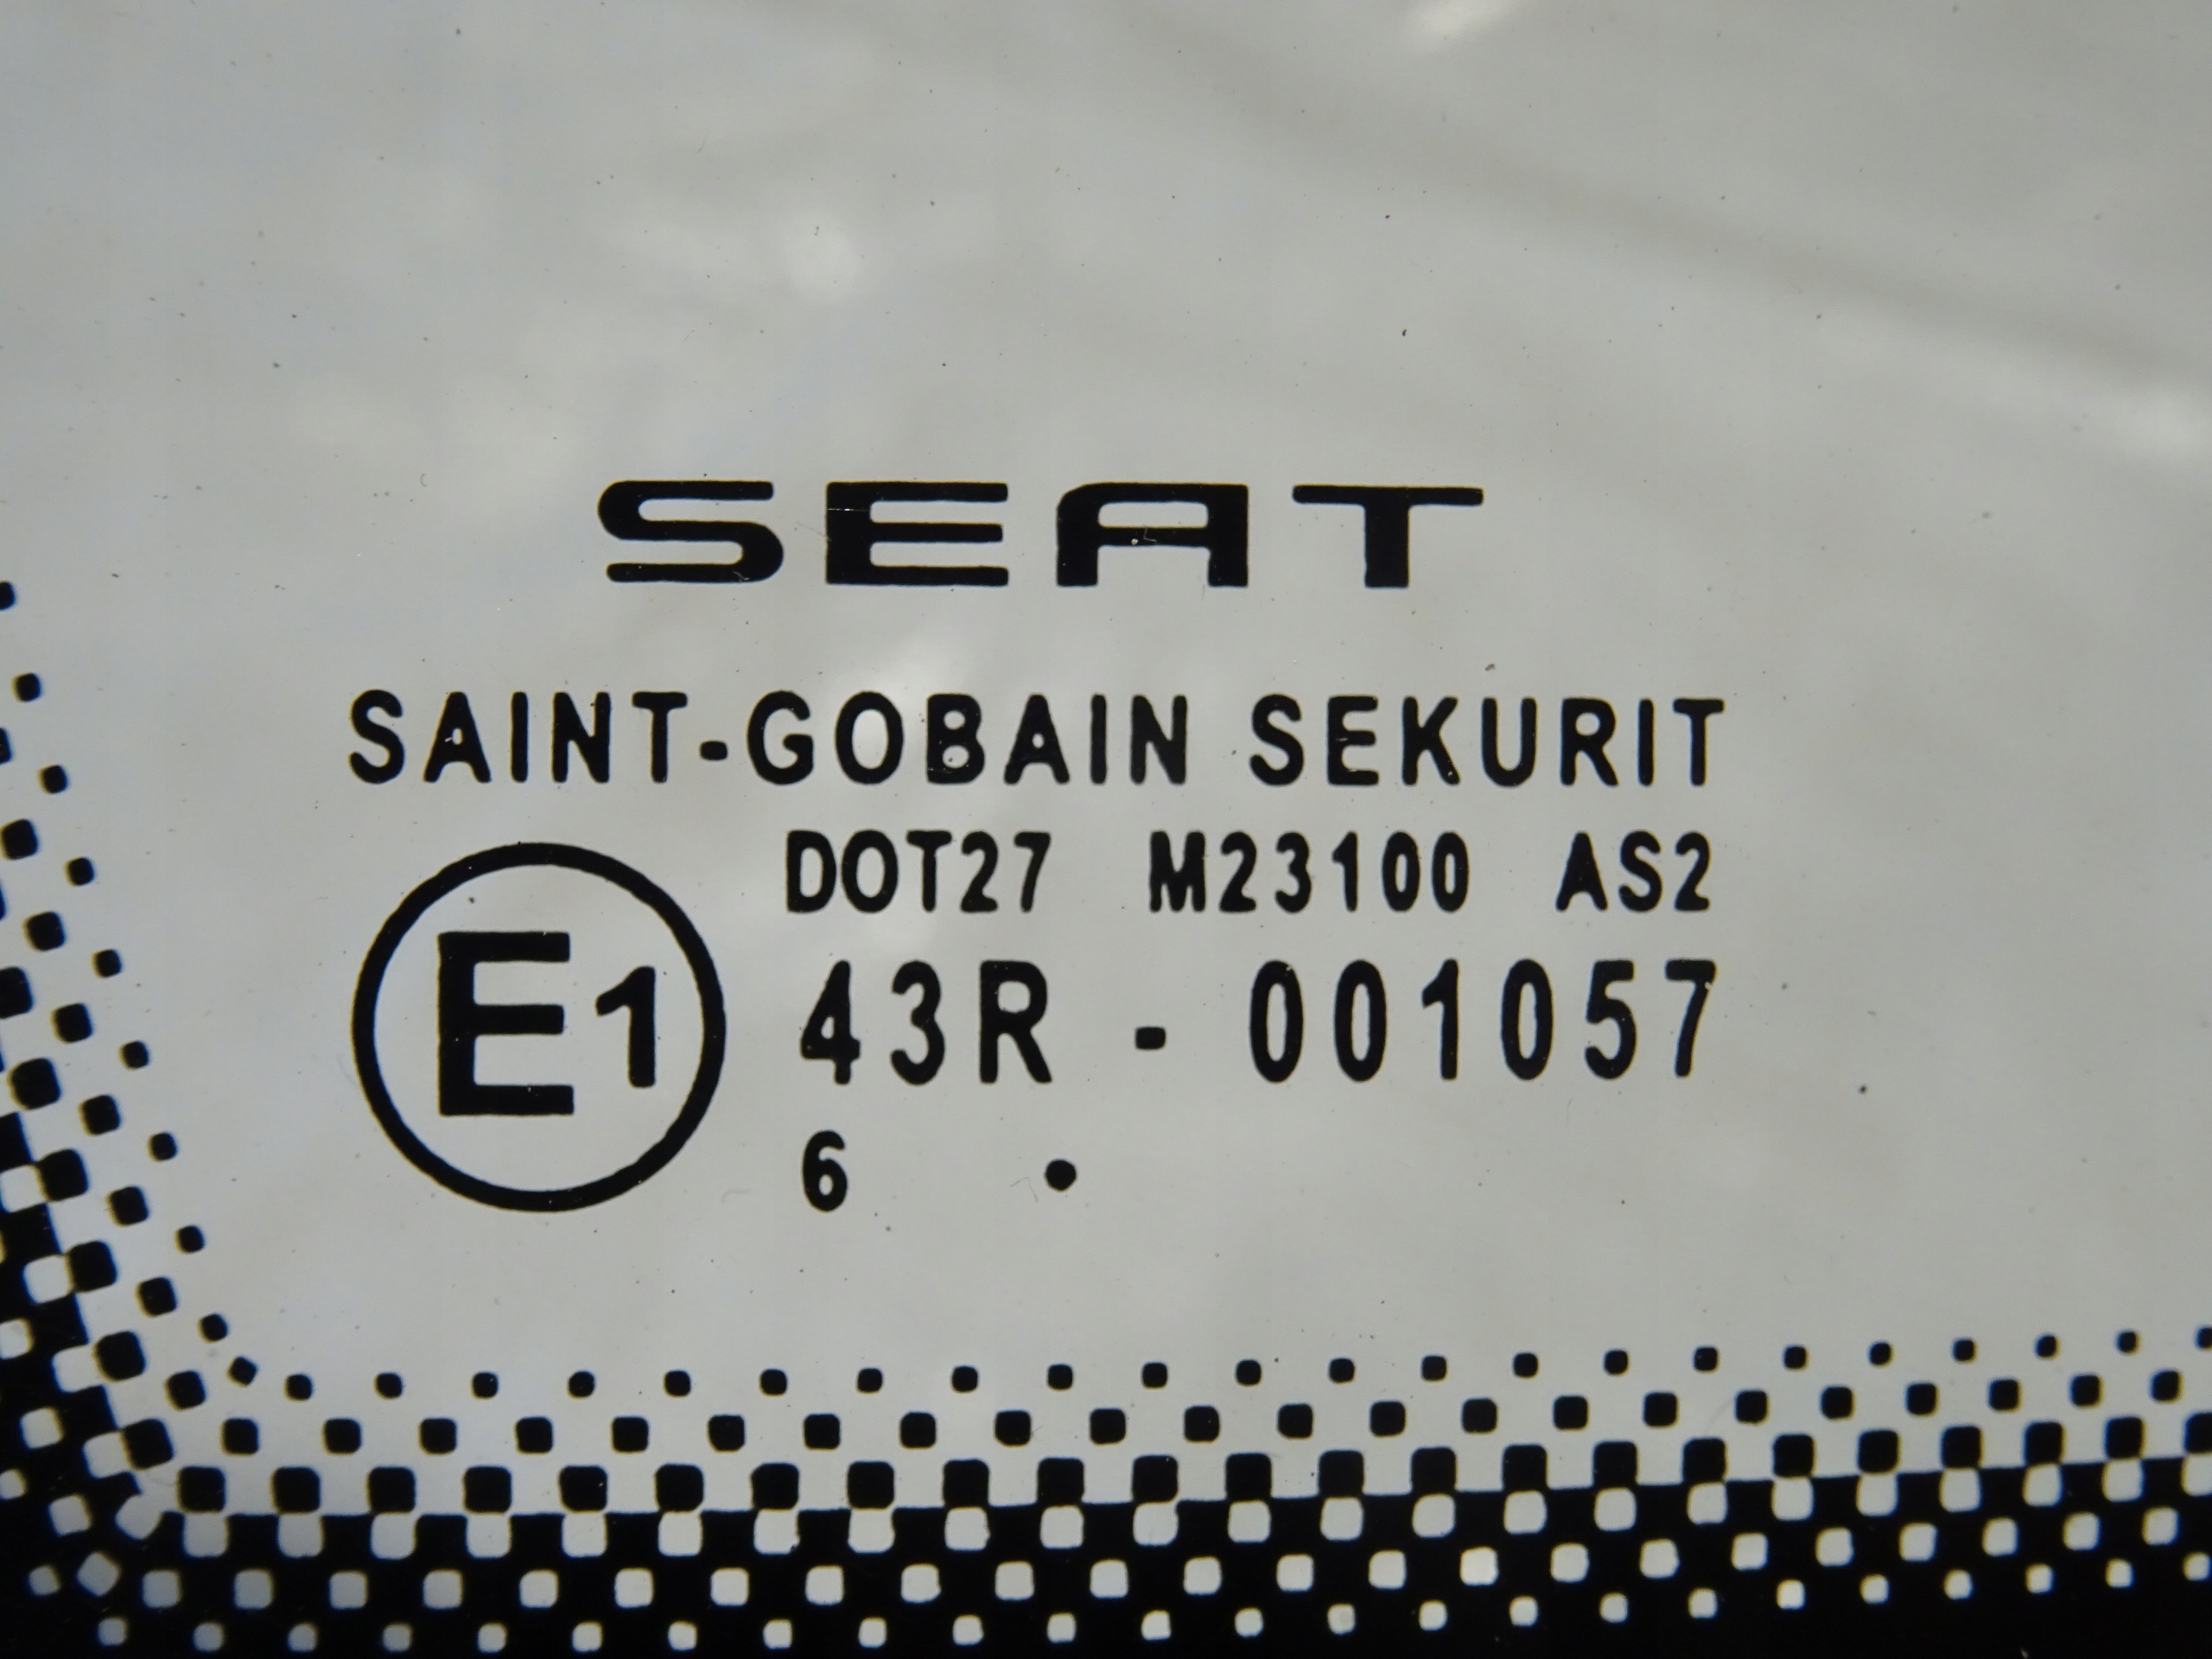 SEAT
SAINT-GOBAIN SEKURIT
DOT27 M23100 AS2
E1 43R - 001057
6 •